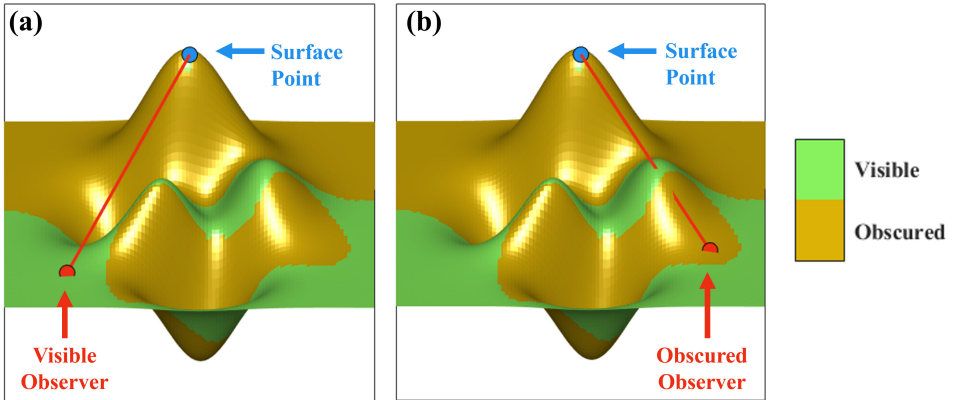 (a)
Surface
Point
Visible
Observer
(b)
Surface
Point
Obscured
Observer
Visible
Obscured